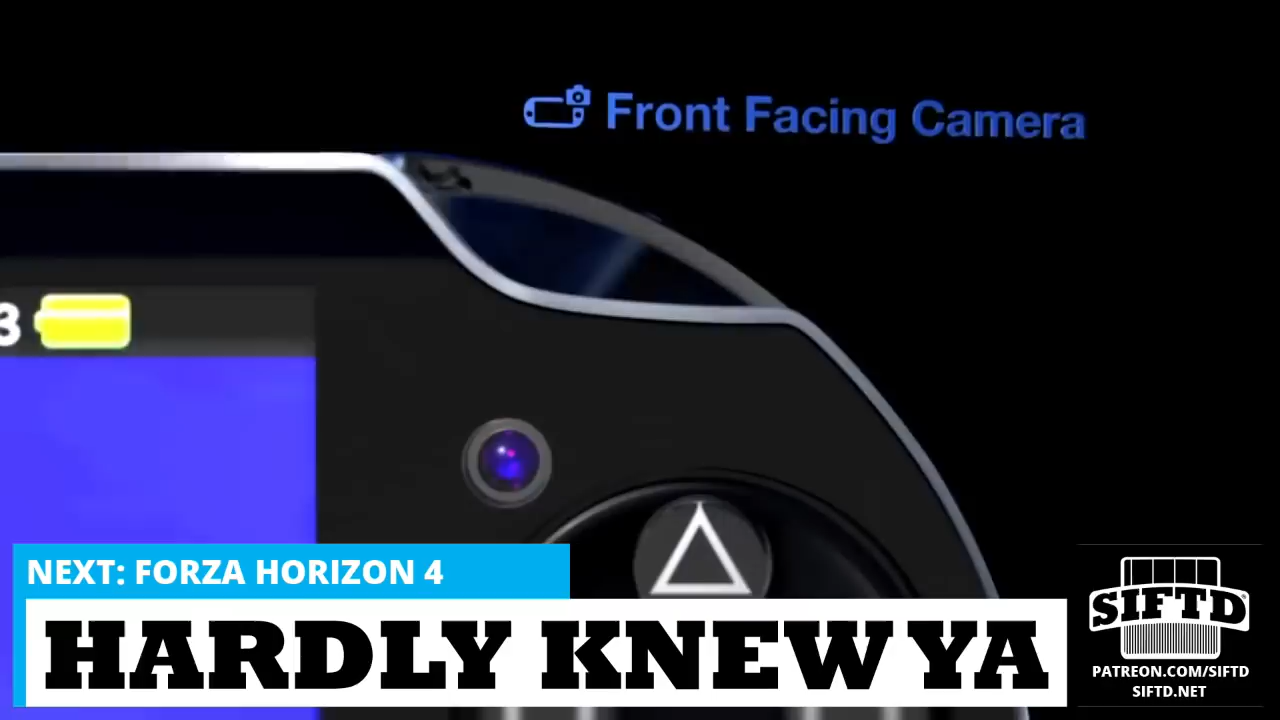 Front Facing Camera
3
NEXT: FORZA HORIZON 4
HARDLY KNEW YA
SIFTD
PATREON.COM/SIFTD
SIFTD.NET